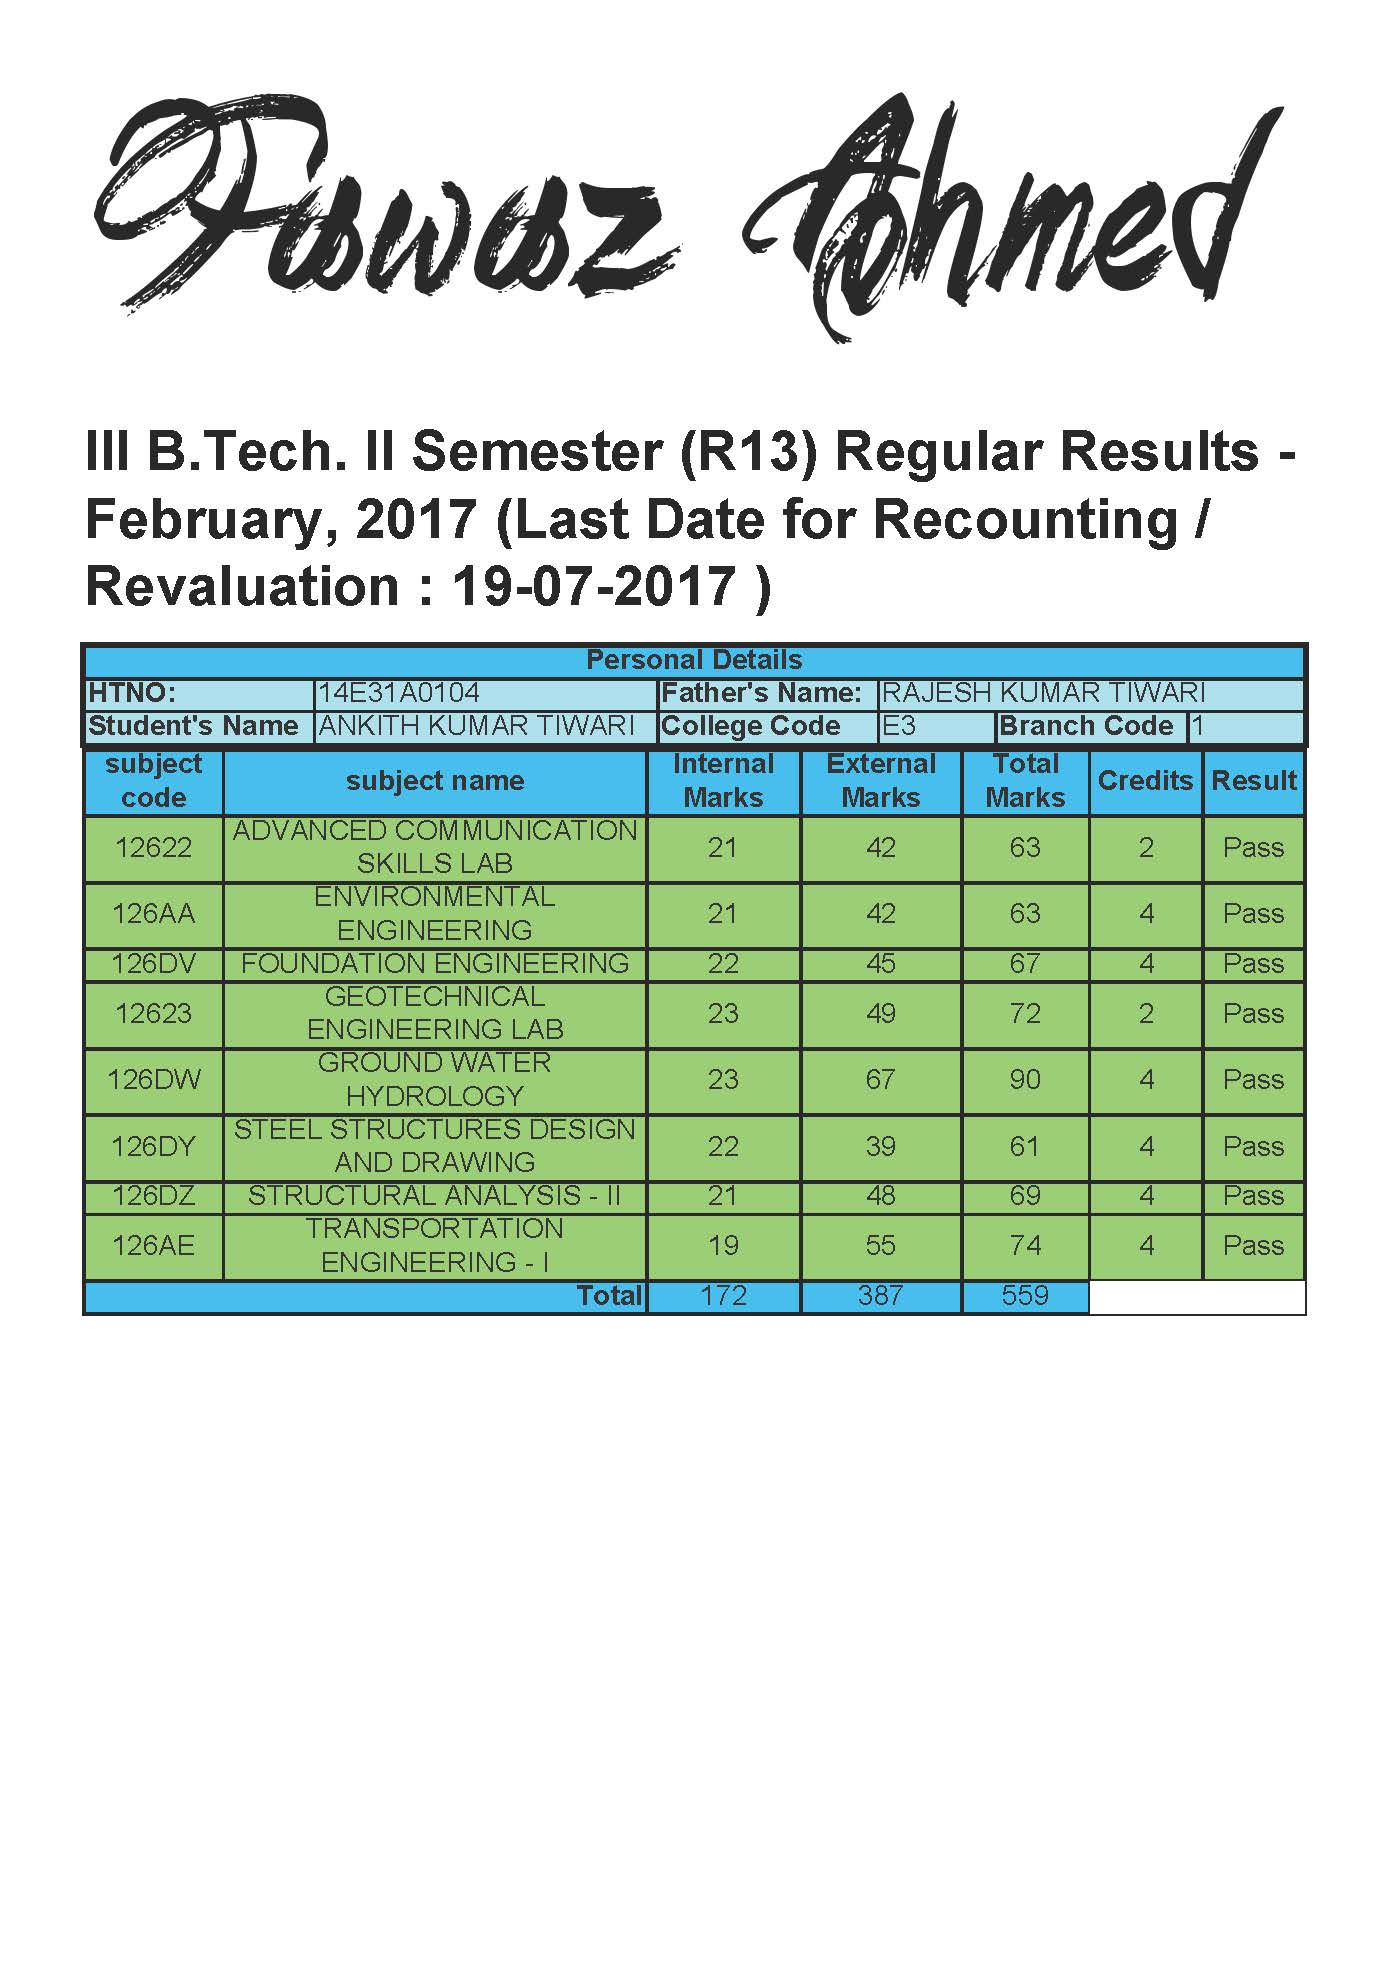 Fawaz Ahmed
III B.Tech. II Semester (R13) Regular Results -
February, 2017 (Last Date for Recounting /
Revaluation : 19-07-2017 )
Personal Details
HTNO: 14E31A0104 Father's Name: RAJESH KUMAR TIWARI
Student's Name ANKITH KUMAR TIWARI College Code E3 Branch Code 1
subject code subject name Internal Marks External Marks Total Marks Credits Result
12622 ADVANCED COMMUNICATION SKILLS LAB 21 42 63 2 Pass
126AA ENVIRONMENTAL ENGINEERING 21 42 63 4 Pass
126DV FOUNDATION ENGINEERING 22 45 67 4 Pass
12623 GEOTECHNICAL ENGINEERING LAB 23 49 72 2 Pass
126DW GROUND WATER HYDROLOGY 23 67 90 4 Pass
126DY STEEL STRUCTURES DESIGN AND DRAWING 22 39 61 4 Pass
126DZ STRUCTURAL ANALYSIS - II 21 48 69 4 Pass
126AE TRANSPORTATION ENGINEERING - I 19 55 74 4 Pass
Total 172 387 559